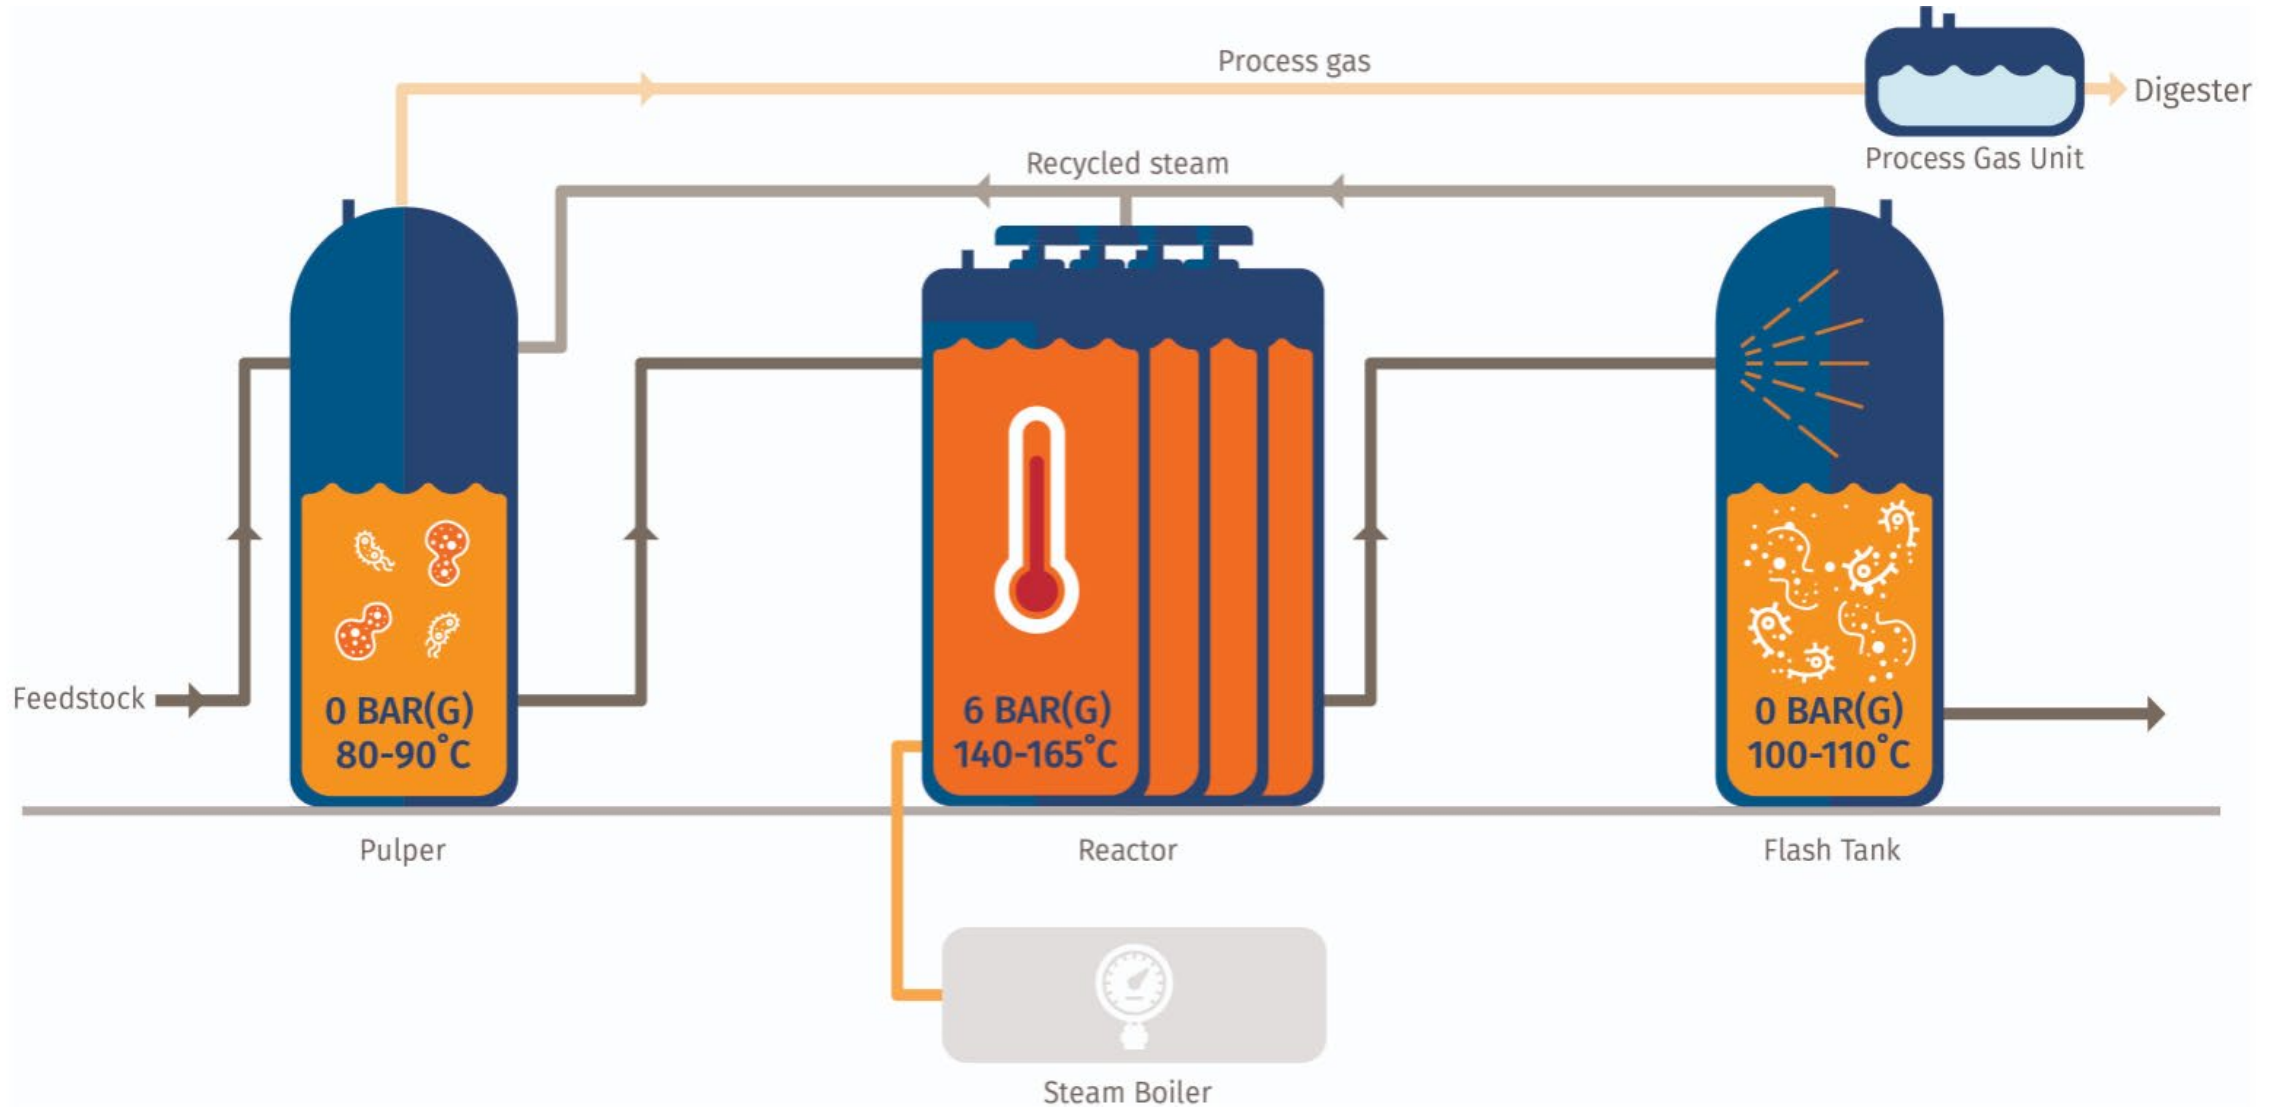 Process gas
Digester
Process Gas Unit
Recycled steam
Feedstock
0 BAR(G)
80-90°C
6 BAR(G)
140-165°C
0 BAR(G)
100-110°C
Pulper
Reactor
Flash Tank
Steam Boiler